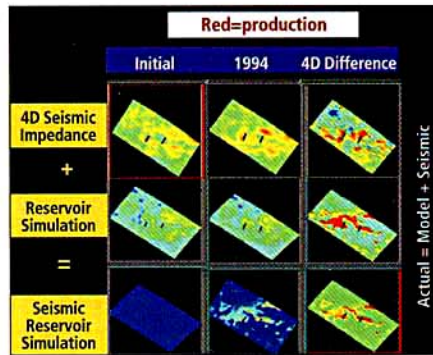 Red=production
Initial
1994
4D Difference
4D Seismic
Impedance
+
Reservoir
Simulation
=
Seismic
Reservoir
Simulation
Actual = Model + Seismic